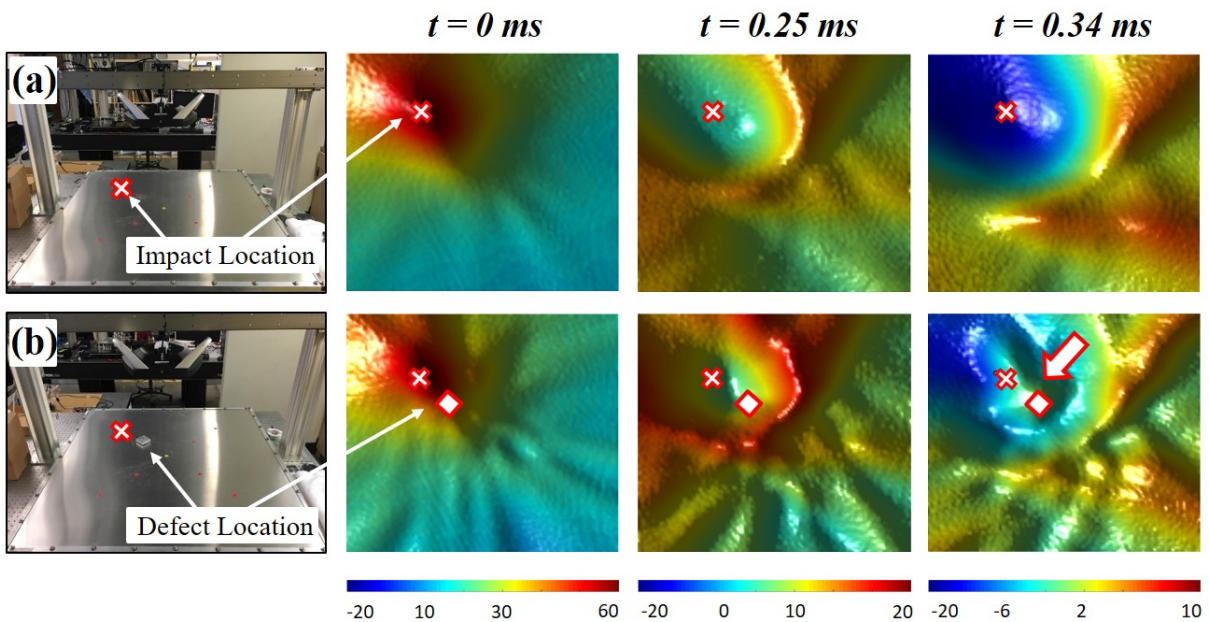 t = 0 ms
t = 0.25 ms
t = 0.34 ms
(a)
Impact Location
(b)
Defect Location
-20 10 30 60
-20 0 10 20
-20 -6 2 10